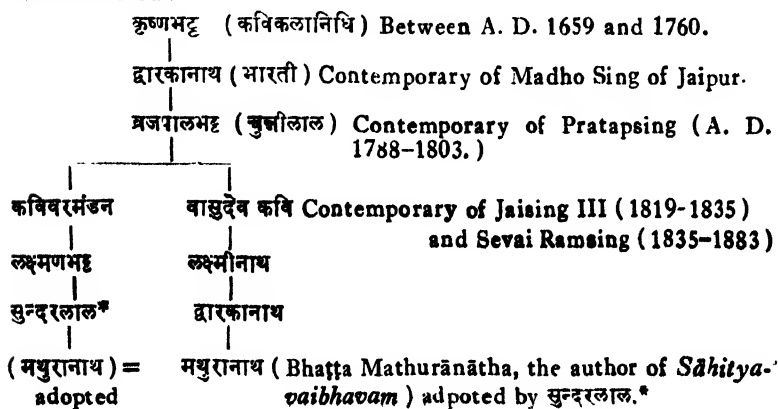 कृष्णभट्ट (कविकलानिधि) Between A. D. 1659 and 1760.
द्वारकानाथ (भारती) Contemporary of Madho Sing of Jaipur.
व्रजपालभट्ट (चुन्नीलाल) Contemporary of Pratapsing (A. D.
1788-1803.)
कविवरमंडन वासुदेव कवि Contemporary of Jaising III (1819-1835)
and Sevai Ramsing (1835-1883)
लक्ष्मणभट्ट लक्ष्मीनाथ
सुन्दरलाल* द्वारकानाथ
(मथुरानाथ) = मथुरानाथ (Bhaṭṭa Mathurānātha, the author of Sāhitya-
adopted vaibhavam) adpoted by सुन्दरलाल.*